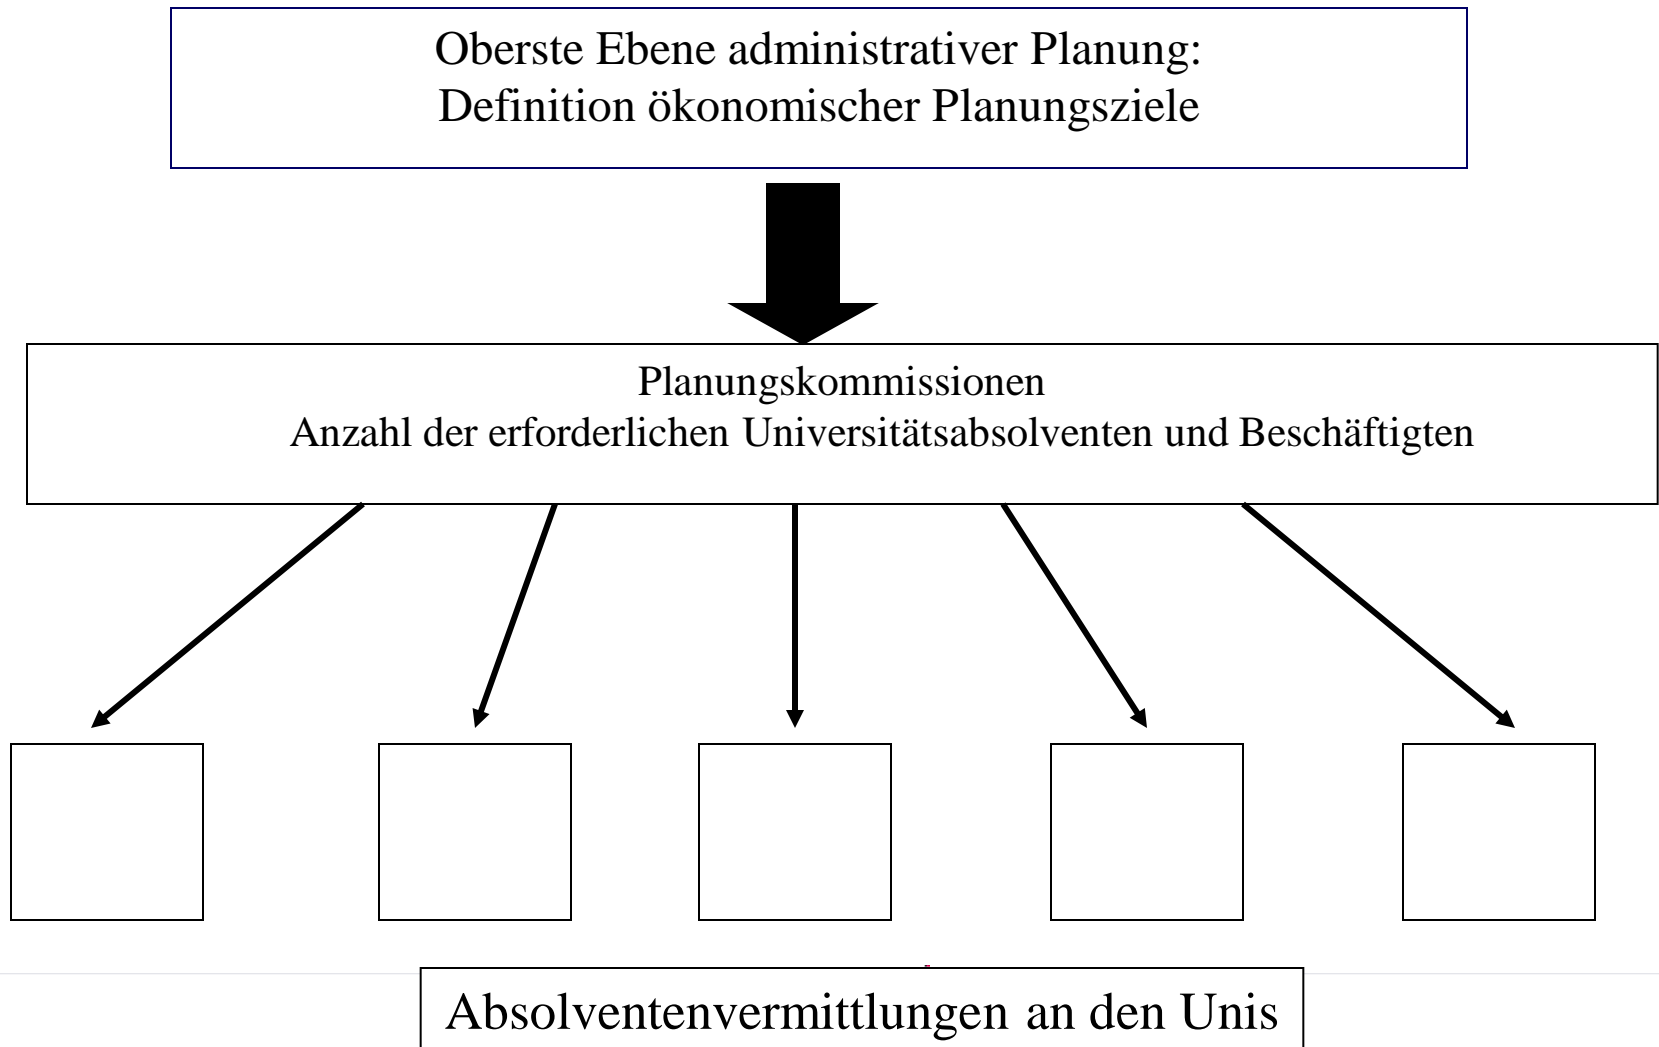 Oberste Ebene administrativer Planung:
Definition ökonomischer Planungsziele
Planungskommissionen
Anzahl der erforderlichen Universitätsabsolventen und Beschäftigten
Absolventenvermittlungen an den Unis